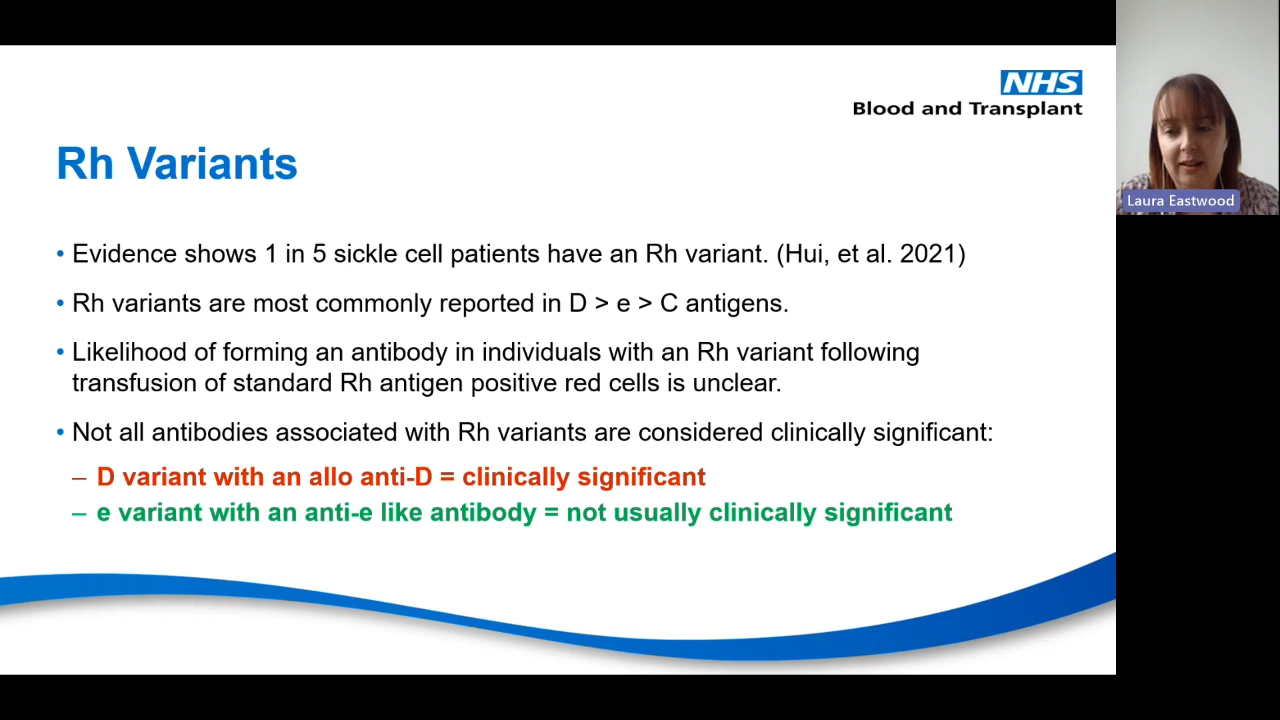 NHS
Blood and Transplant
Rh Variants
• Evidence shows 1 in 5 sickle cell patients have an Rh variant. (Hui, et al. 2021)
• Rh variants are most commonly reported in D > e > C antigens.
• Likelihood of forming an antibody in individuals with an Rh variant following
transfusion of standard Rh antigen positive red cells is unclear.
• Not all antibodies associated with Rh variants are considered clinically significant:
– D variant with an allo anti-D = clinically significant
– e variant with an anti-e like antibody = not usually clinically significant
Laura Eastwood